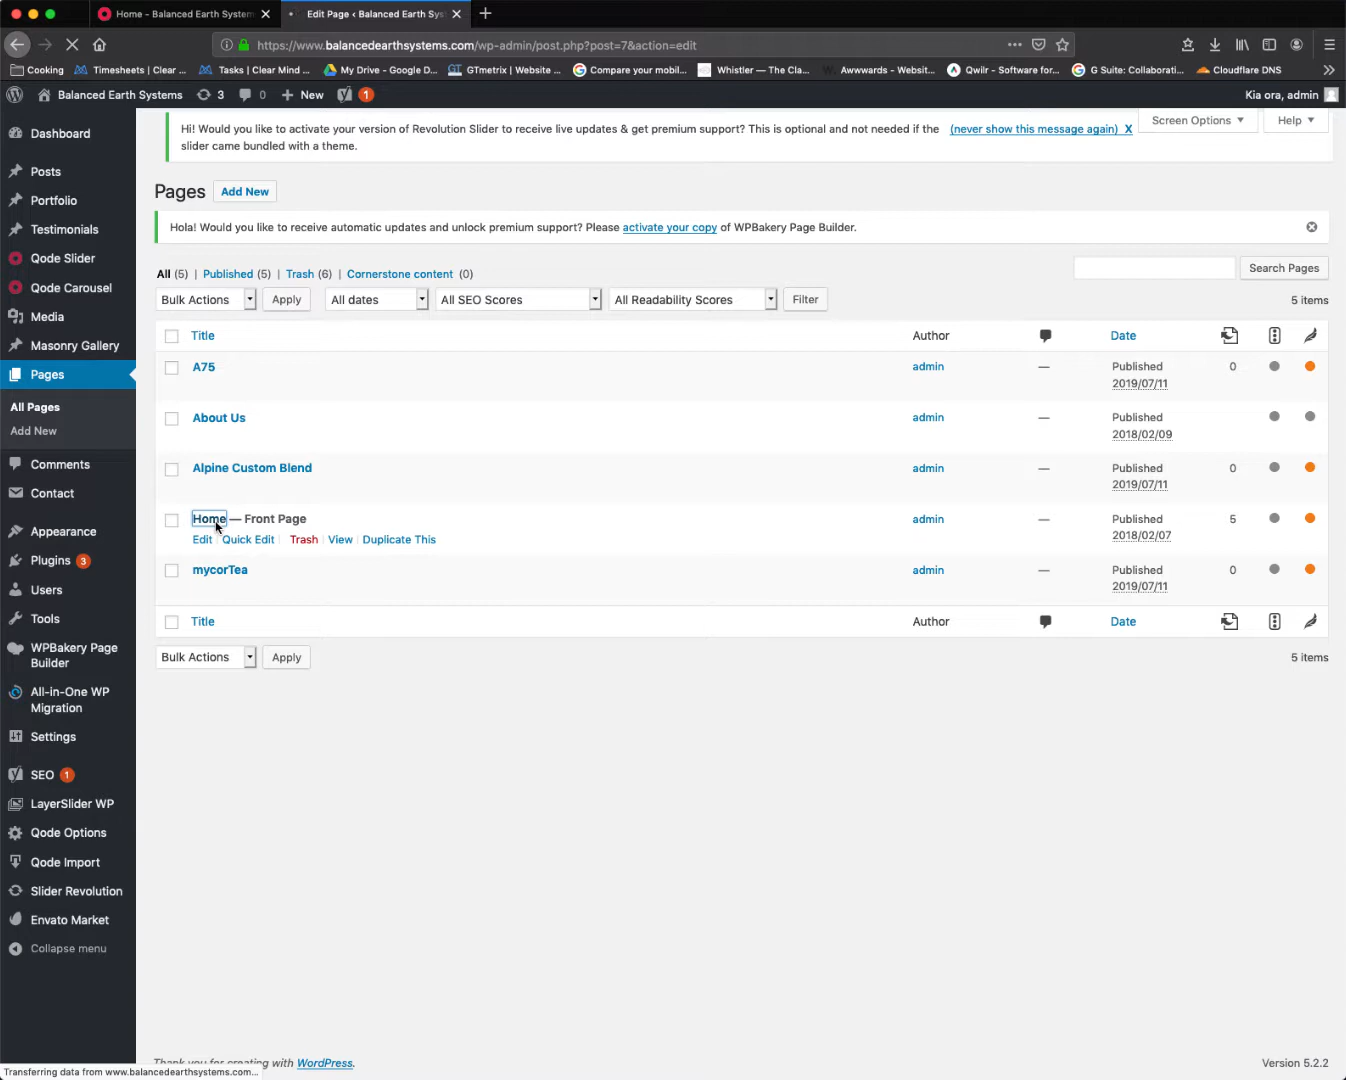 Home - Balanced Earth System
Edit Page ‹ Balanced Earth Sys
https://www.balancedearthsystems.com/wp-admin/post.php?post=7&action=edit
Cooking
Timesheets | Clear ...
Tasks | Clear Mind ...
My Drive - Google D...
GTmetrix | Website ...
Compare your mobil...
Whistler — The Cla...
Awwwards - Websit...
Qwilr - Software for...
G Suite: Collaborati...
Cloudflare DNS
Balanced Earth Systems
3
0
New
1
Kia ora, admin
Dashboard
Posts
Portfolio
Testimonials
Qode Slider
Qode Carousel
Media
Masonry Gallery
Pages
All Pages
Add New
Comments
Contact
Appearance
Plugins 3
Users
Tools
WPBakery Page
Builder
All-in-One WP
Migration
Settings
SEO 1
LayerSlider WP
Qode Options
Qode Import
Slider Revolution
Envato Market
Collapse menu
Hi! Would you like to activate your version of Revolution Slider to receive live updates & get premium support? This is optional and not needed if the
slider came bundled with a theme.
(never show this message again) X
Screen Options
Help
Pages
Add New
Hola! Would you like to receive automatic updates and unlock premium support? Please activate your copy of WPBakery Page Builder.
All (5) | Published (5) | Trash (6) | Cornerstone content (0)
Search Pages
Bulk Actions
Apply
All dates
All SEO Scores
All Readability Scores
Filter
5 items
Title
Author
Date
A75
admin
—
Published
2019/07/11
0
About Us
admin
—
Published
2018/02/09
Alpine Custom Blend
admin
—
Published
2019/07/11
0
Home — Front Page
Edit | Quick Edit | Trash | View | Duplicate This
admin
—
Published
2018/02/07
5
mycorTea
admin
—
Published
2019/07/11
0
Title
Author
Date
Bulk Actions
Apply
5 items
Thank you for creating with WordPress.
Version 5.2.2
Transferring data from www.balancedearthsystems.com...